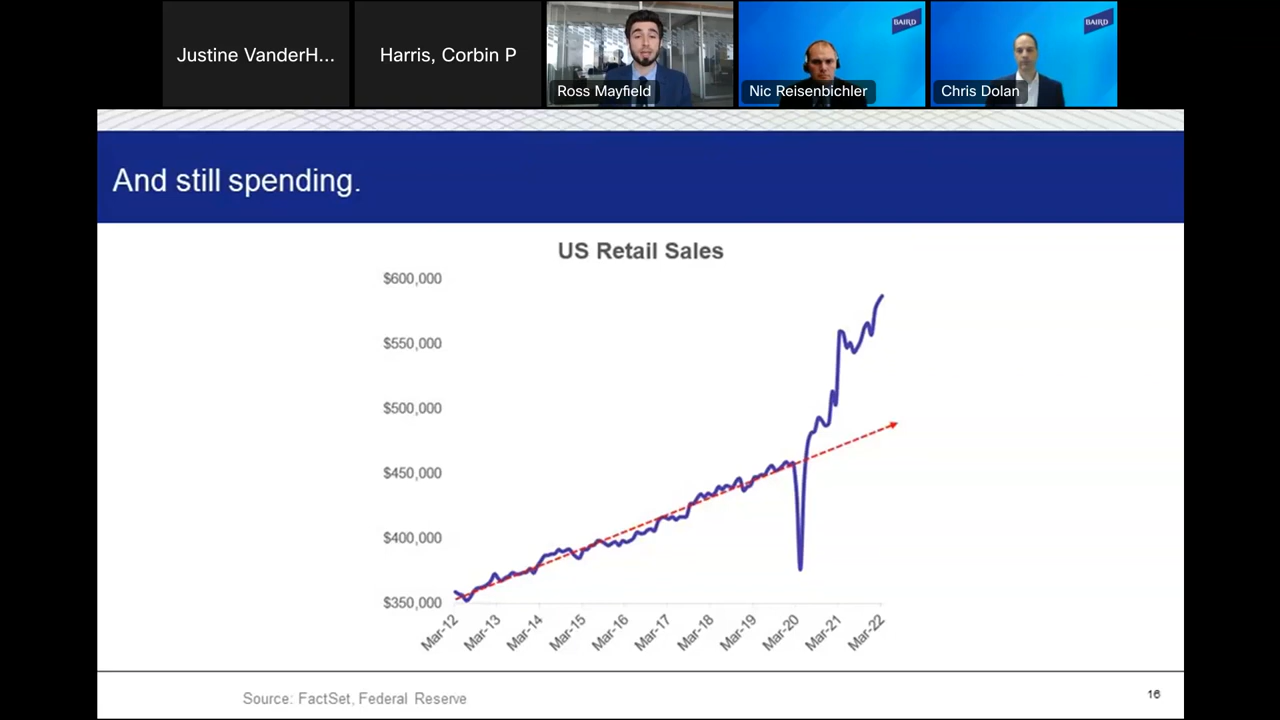 Justine VanderH...
Harris, Corbin P
Ross Mayfield
BAIRD
Nic Reisenbichler
BAIRD
Chris Dolan
And still spending.
US Retail Sales
$600,000
$550,000
$500,000
$450,000
$400,000
$350,000
Mar-12
Mar-13
Mar-14
Mar-15
Mar-16
Mar-17
Mar-18
Mar-19
Mar-20
Mar-21
Mar-22
Source: FactSet, Federal Reserve
16